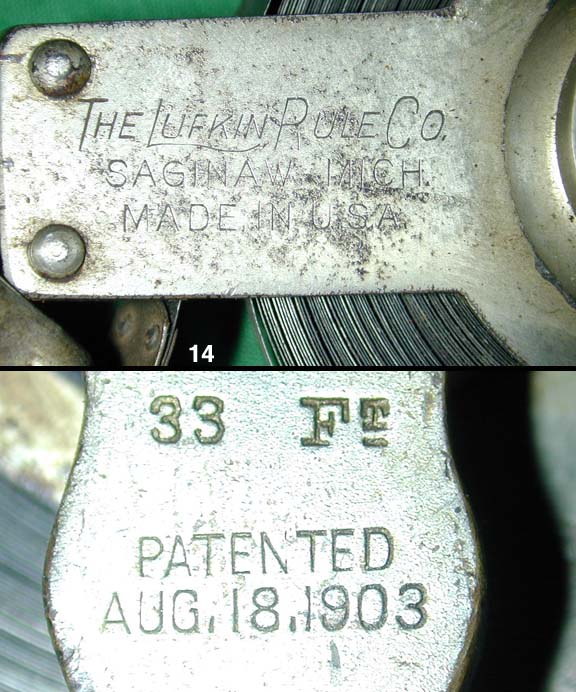 THE LUFKIN RULE CO.
SAGINAW MICH.
MADE IN U.S.A.
14
33 FT
PATENTED
AUG. 18. 1903